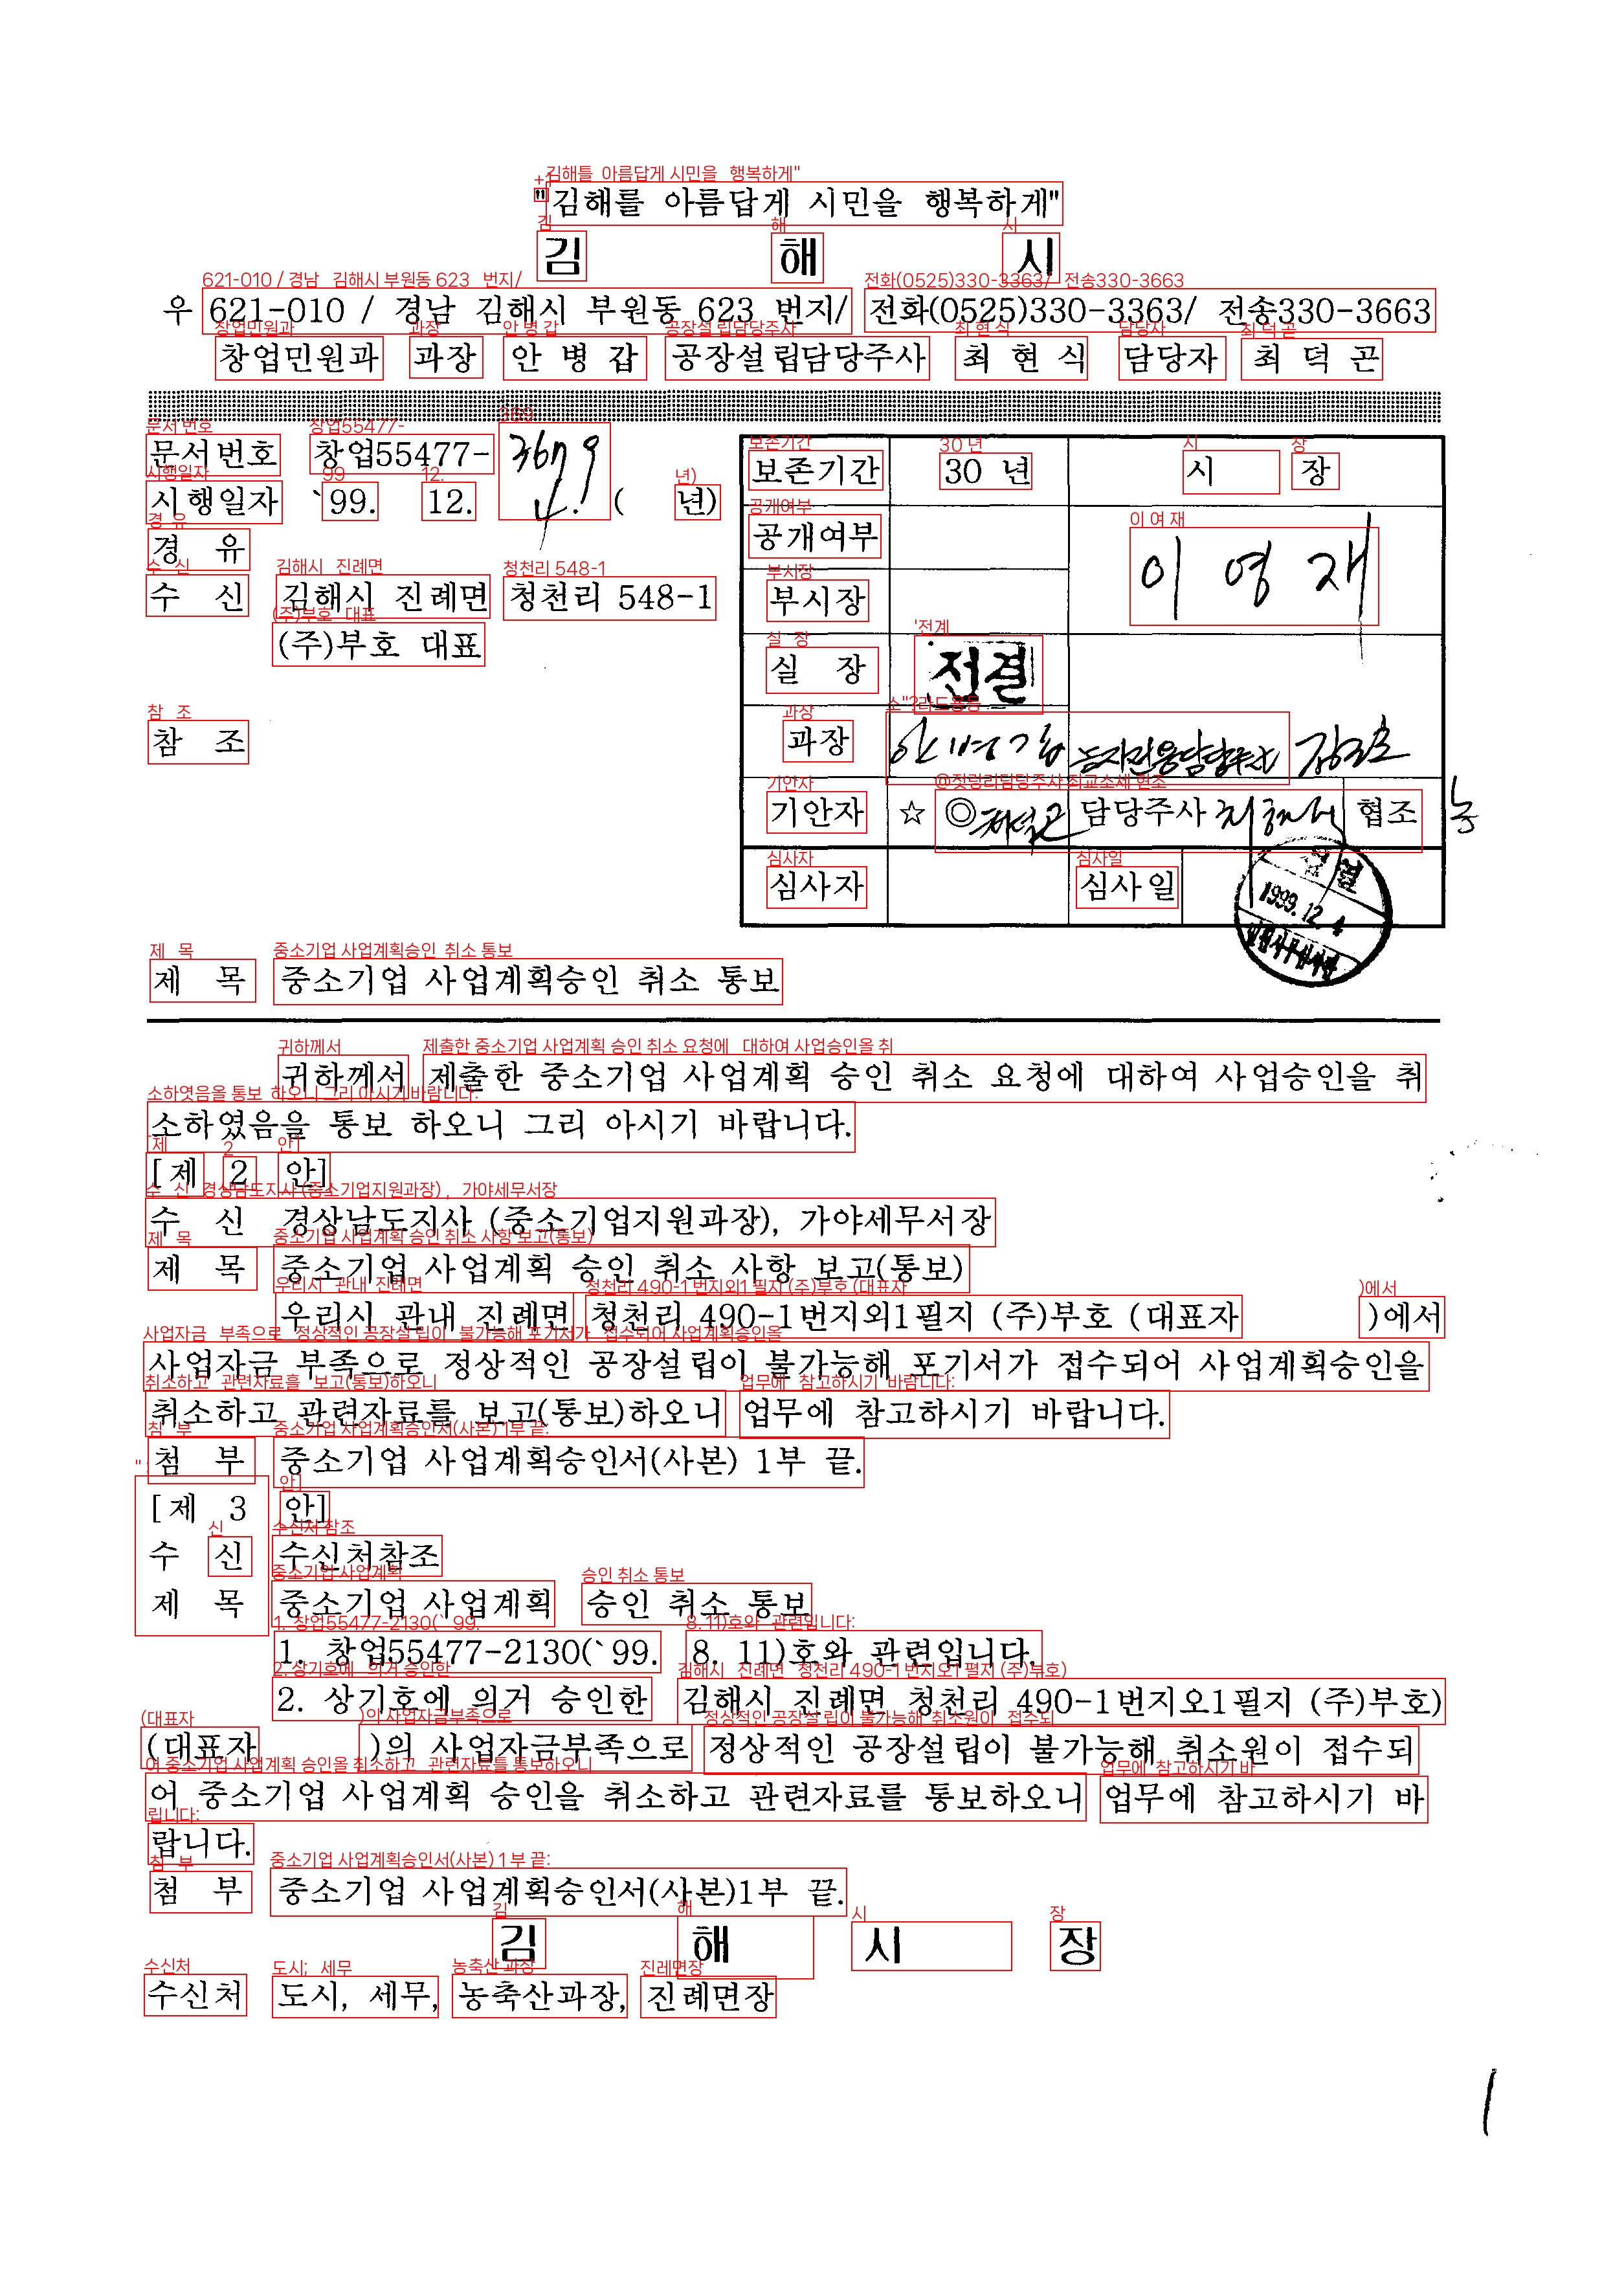 "김해를 아름답게 시민을 행복하게"
김 해 시
우 621-010 / 경남 김해시 부원동 623 번지/ 전화(0525)330-3363/ 전송330-3663
창업민원과 과장 안 병 갑 공장설립담당주사 최 현 식 담당자 최 덕 곤
문서번호 창업55477-3679
시행일자 `99. 12. 4. ( 년)
경 유
수 신 김해시 진례면 청천리 548-1
(주)부호 대표
참 조
보존기간 30 년 시 장
공개여부
이 영 재
부시장
실 장 전결
과장 안병갑 농지전용담당주사
기안자 ☆ ◎ 최덕곤 담당주사 최현식 협조
심사자 심사일
1999. 12. 4
제 목 중소기업 사업계획승인 취소 통보
귀하께서 제출한 중소기업 사업계획 승인 취소 요청에 대하여 사업승인을 취
소하였음을 통보 하오니 그리 아시기 바랍니다.
[제 2 안]
수 신 경상남도지사 (중소기업지원과장), 가야세무서장
제 목 중소기업 사업계획 승인 취소 사항 보고(통보)
우리시 관내 진례면 청천리 490-1번지외1필지 (주)부호 (대표자 )에서
사업자금 부족으로 정상적인 공장설립이 불가능해 포기서가 접수되어 사업계획승인을
취소하고 관련자료를 보고(통보)하오니 업무에 참고하시기 바랍니다.
첨 부 중소기업 사업계획승인서(사본) 1부 끝.
[제 3 안]
수 신 수신처참조
제 목 중소기업 사업계획 승인 취소 통보
1. 창업55477-2130(`99. 8. 11)호와 관련입니다.
2. 상기호에 의거 승인한 김해시 진례면 청천리 490-1번지오1필지 (주)부호)
(대표자 )의 사업자금부족으로 정상적인 공장설립이 불가능해 취소원이 접수되
어 중소기업 사업계획 승인을 취소하고 관련자료를 통보하오니 업무에 참고하시기 바
랍니다.
첨 부 중소기업 사업계획승인서(사본)1부 끝.
김 해 시 장
수신처 도시, 세무, 농축산과장, 진례면장